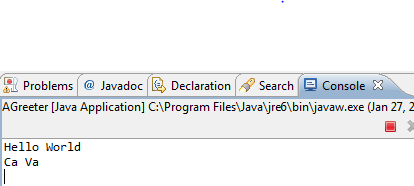 Problems @ Javadoc Declaration Search Console
AGreeter [Java Application] C:\Program Files\Java\jre6\bin\javaw.exe (Jan 27, 2
Hello World
Ca Va